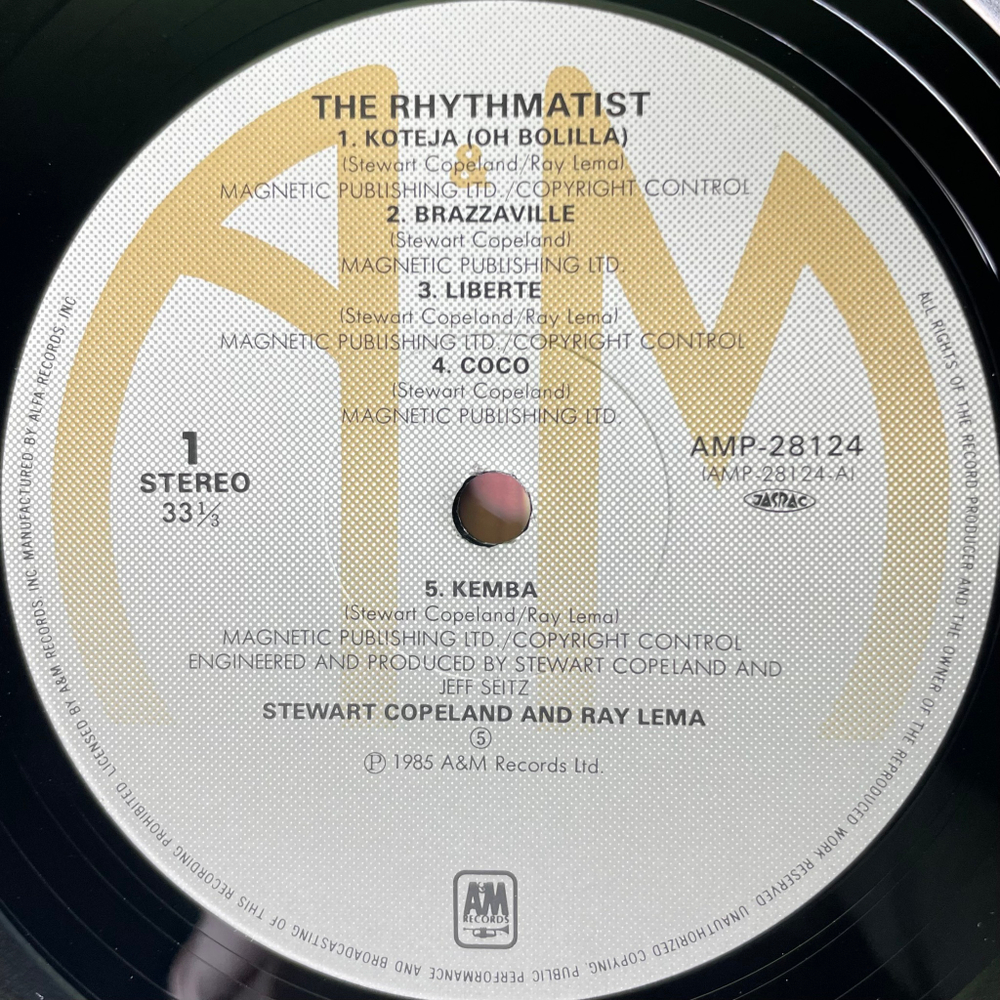 THE RHYTHMATIST
1. KOTEJA (OH BOLILLA)
(Stewart Copeland/Ray Lema)
MAGNETIC PUBLISHING LTD./COPYRIGHT CONTROL
2. BRAZZAVILLE
(Stewart Copeland)
MAGNETIC PUBLISHING LTD.
3. LIBERTE
(Stewart Copeland/Ray Lema)
MAGNETIC PUBLISHING LTD./COPYRIGHT CONTROL
4. COCO
(Stewart Copeland)
MAGNETIC PUBLISHING LTD
1
STEREO
33 1/3
AMP-28124
(AMP-28124-A)
JASRAC
5. KEMBA
(Stewart Copeland/Ray Lema)
MAGNETIC PUBLISHING LTD./COPYRIGHT CONTROL
ENGINEERED AND PRODUCED BY STEWART COPELAND AND
JEFF SEITZ
STEWART COPELAND AND RAY LEMA
⑤
Ⓟ 1985 A&M Records Ltd.
A&M
RECORDS
ALL RIGHTS OF THE RECORD PRODUCER AND THE OWNER OF THE REPRODUCED WORK RESERVED. UNAUTHORIZED COPYING, PUBLIC PERFORMANCE AND BROADCASTING OF THIS RECORDING PROHIBITED. LICENSED BY A&M RECORDS, INC. MANUFACTURED BY ALFA RECORDS, INC